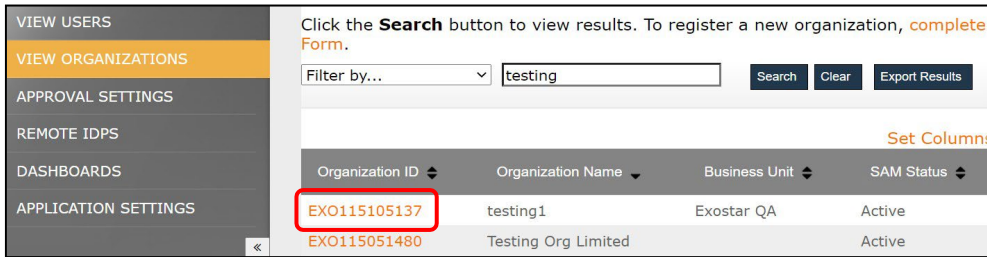 VIEW USERS
VIEW ORGANIZATIONS
APPROVAL SETTINGS
REMOTE IDPS
DASHBOARDS
APPLICATION SETTINGS
«
Click the Search button to view results. To register a new organization, complete
Form.
Filter by... testing Search Clear Export Results
Set Columns
Organization ID Organization Name Business Unit SAM Status
EXO115105137 testing1 Exostar QA Active
EXO115051480 Testing Org Limited Active